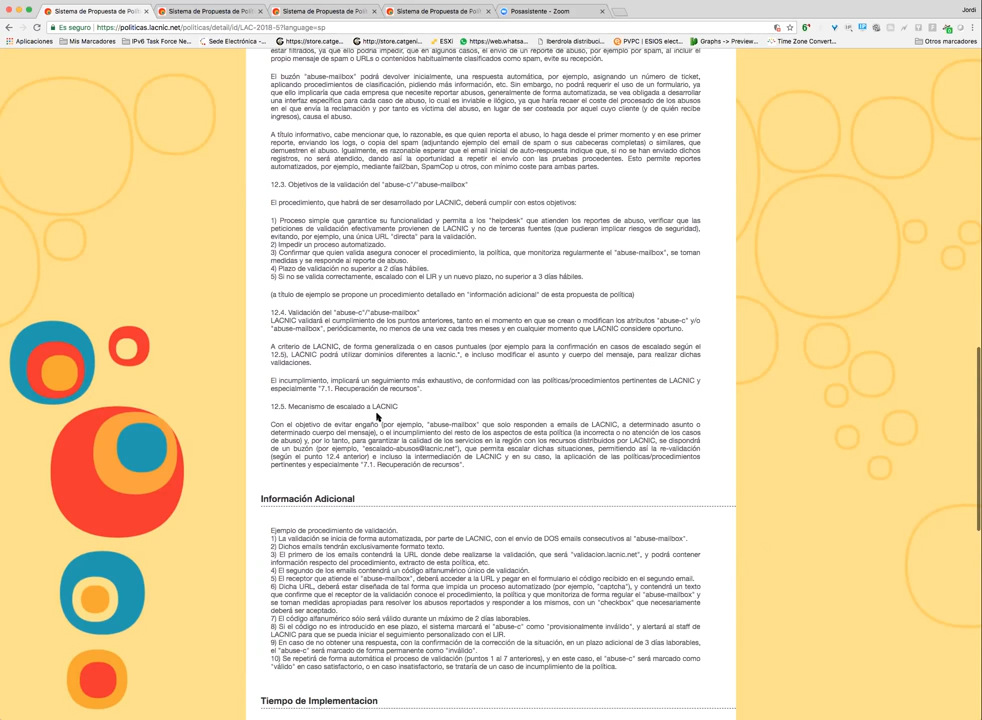 Sistema de Propuesta de Polí
Sistema de Propuesta de Polí
Sistema de Propuesta de Polí
Sistema de Propuesta de Polí
Posasistente - Zoom
Jordi
Es seguro https://politicas.lacnic.net/politicas/detail/id/LAC-2018-5?language=sp
Aplicaciones Mis Marcadores IPv6 Task Force Ne... Sede Electrónica -... https://store.catge... http://store.catgeni... ESXi https://web.whatsa... Iberdrola distribuci... PVPC | ESIOS elect... Graphs -> Preview... Time Zone Convert... Otros marcadores
estar filtrados, ya que ello podría impedir, que en algunos casos, el envío de un reporte de abuso, por ejemplo por spam, al incluir el
propio mensaje de spam o URLs o contenidos habitualmente clasificados como spam, evite su recepción.
El buzón "abuse-mailbox" podrá devolver inicialmente, una respuesta automática, por ejemplo, asignando un número de ticket,
aplicando procedimientos de clasificación, pidiendo más información, etc. Sin embargo, no podrá requerir el uso de un formulario, ya
que ello implicaría que cada empresa que necesite reportar abusos, generalmente de forma automatizada, se vea obligada a desarrollar
una interfaz específica para cada caso de abuso, lo cual es inviable e ilógico, ya que haría recaer el coste del procesado de los abusos
en el que envía la reclamación y por tanto es víctima del abuso, en lugar de ser costeada por aquel cuyo cliente (y de quién recibe
ingresos), causa el abuso.
A título informativo, cabe mencionar que, lo razonable, es que quien reporta el abuso, lo haga desde el primer momento y en ese primer
reporte, enviando los logs, o copia del spam (adjuntando ejemplo del email de spam o sus cabeceras completas) o similares, que
demuestren el abuso. Igualmente, es razonable esperar que el email inicial de auto-respuesta indique que, si no se han enviado dichos
registros, no será atendido, dando así la oportunidad a repetir el envío con las pruebas procedentes. Esto permite reportes
automatizados, por ejemplo, mediante fail2ban, SpamCop u otros, con mínimo coste para ambas partes.
12.3. Objetivos de la validación del "abuse-c"/"abuse-mailbox"
El procedimiento, que habrá de ser desarrollado por LACNIC, deberá cumplir con estos objetivos:
1) Proceso simple que garantice su funcionalidad y permita a los "helpdesk" que atienden los reportes de abuso, verificar que las
peticiones de validación efectivamente provienen de LACNIC y no de terceras fuentes (que pudieran implicar riesgos de seguridad),
evitando, por ejemplo, una única URL "directa" para la validación.
2) Impedir un proceso automatizado.
3) Confirmar que quien valida asegura conocer el procedimiento, la política, que monitoriza regularmente el "abuse-mailbox", se toman
medidas y se responde al reporte de abuso.
4) Plazo de validación no superior a 2 días hábiles.
5) Si no se valida correctamente, escalado con el LIR y un nuevo plazo, no superior a 3 días hábiles.
(a título de ejemplo se propone un procedimiento detallado en "información adicional" de esta propuesta de política)
12.4. Validación del "abuse-c"/"abuse-mailbox"
LACNIC validará el cumplimiento de los puntos anteriores, tanto en el momento en que se crean o modifican los atributos "abuse-c" y/o
"abuse-mailbox", periódicamente, no menos de una vez cada tres meses y en cualquier momento que LACNIC considere oportuno.
A criterio de LACNIC, de forma generalizada o en casos puntuales (por ejemplo para la confirmación en casos de escalado según el
12.5), LACNIC podrá utilizar dominios diferentes a lacnic.*, e incluso modificar el asunto y cuerpo del mensaje, para realizar dichas
validaciones.
El incumplimiento, implicará un seguimiento más exhaustivo, de conformidad con las políticas/procedimientos pertinentes de LACNIC y
especialmente "7.1. Recuperación de recursos".
12.5. Mecanismo de escalado a LACNIC
Con el objetivo de evitar engaño (por ejemplo, "abuse-mailbox" que solo responden a emails de LACNIC, a determinado asunto o
determinado cuerpo del mensaje), o el incumplimiento del resto de los aspectos de esta política (la incorrecta o no atención de los casos
de abuso) y, por lo tanto, para garantizar la calidad de los servicios en la región con los recursos distribuidos por LACNIC, se dispondrá
de un buzón (por ejemplo, "escalado-abusos@lacnic.net"), que permita escalar dichas situaciones, permitiendo así la re-validación
(según el punto 12.4 anterior) e incluso la intermediación de LACNIC y en su caso, la aplicación de las políticas/procedimientos
pertinentes y especialmente "7.1. Recuperación de recursos".
Información Adicional
Ejemplo de procedimiento de validación.
1) La validación se inicia de forma automatizada, por parte de LACNIC, con el envío de DOS emails consecutivos al "abuse-mailbox".
2) Dichos emails tendrán exclusivamente formato texto.
3) El primero de los emails contendrá la URL donde debe realizarse la validación, que será "validacion.lacnic.net", y podrá contener
información respecto del procedimiento, extracto de esta política, etc.
4) El segundo de los emails contendrá un código alfanumérico único de validación.
5) El receptor que atiende el "abuse-mailbox", deberá acceder a la URL y pegar en el formulario el código recibido en el segundo email.
6) Dicha URL, deberá estar diseñada de tal forma que impida un proceso automatizado (por ejemplo, "captcha"), y contendrá un texto
que confirme que el receptor de la validación conoce el procedimiento, la política y que monitoriza de forma regular el "abuse-mailbox" y
se toman medidas apropiadas para resolver los abusos reportados y responder a los mismos, con un "checkbox" que necesariamente
deberá ser aceptado.
7) El código alfanumérico sólo será válido durante un máximo de 2 días laborables.
8) Si el código no es introducido en ese plazo, el sistema marcará el "abuse-c" como "provisionalmente inválido", y alertará al staff de
LACNIC para que se pueda iniciar el seguimiento personalizado con el LIR.
9) En caso de no obtener una respuesta, con la confirmación de la corrección de la situación, en un plazo adicional de 3 días laborables,
el "abuse-c" será marcado de forma permanente como "inválido".
10) Se repetirá de forma automática el proceso de validación (puntos 1 al 7 anteriores), y en este caso, el "abuse-c" será marcado como
"válido" en caso satisfactorio, o en caso insatisfactorio, se trataría de un caso de incumplimiento de la política.
Tiempo de Implementacion